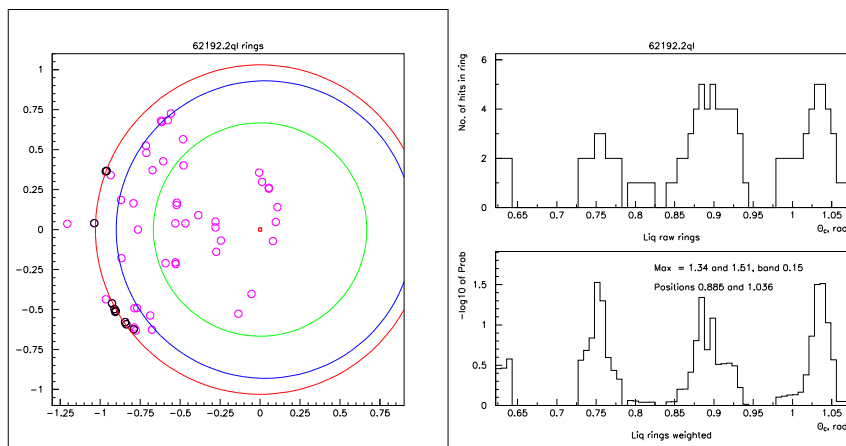 62192.2ql rings
1
0.75
0.5
0.25
0
-0.25
-0.5
-0.75
-1
-1.25 -1 -0.75 -0.5 -0.25 0 0.25 0.5 0.75
62192.2ql
No. of hits in ring
6
4
2
0
0.65 0.7 0.75 0.8 0.85 0.9 0.95 1 1.05
Θc, rad
Liq raw rings
-log10 of Prob
Max = 1.34 and 1.51, band 0.15
Positions 0.885 and 1.036
1.5
1
0.5
0
0.65 0.7 0.75 0.8 0.85 0.9 0.95 1 1.05
Θc, rad
Liq rings weighted